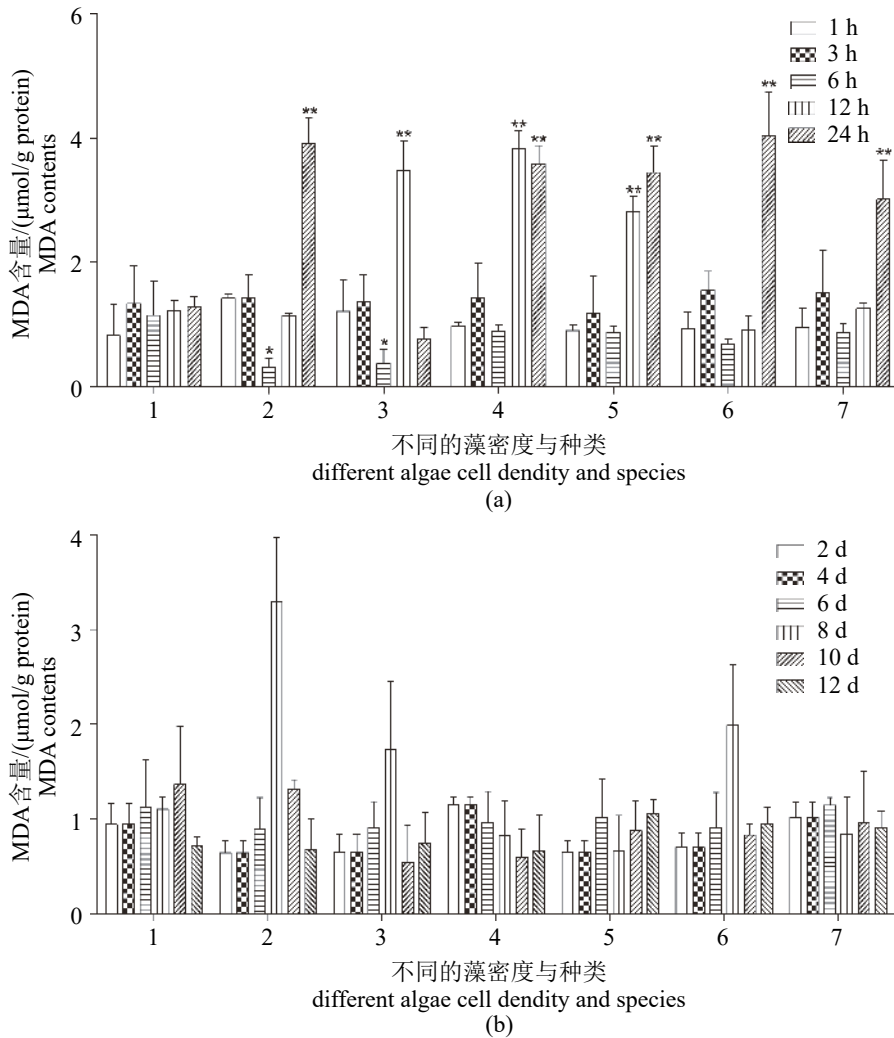 6
4
2
0
MDA含量/(μmol/g protein)
MDA contents
1 h
3 h
6 h
12 h
24 h
*
**
*
**
**
**
**
**
**
**
1 2 3 4 5 6 7
不同的藻密度与种类
different algae cell dendity and species
(a)
4
3
2
1
0
MDA含量/(μmol/g protein)
MDA contents
2 d
4 d
6 d
8 d
10 d
12 d
1 2 3 4 5 6 7
不同的藻密度与种类
different algae cell dendity and species
(b)